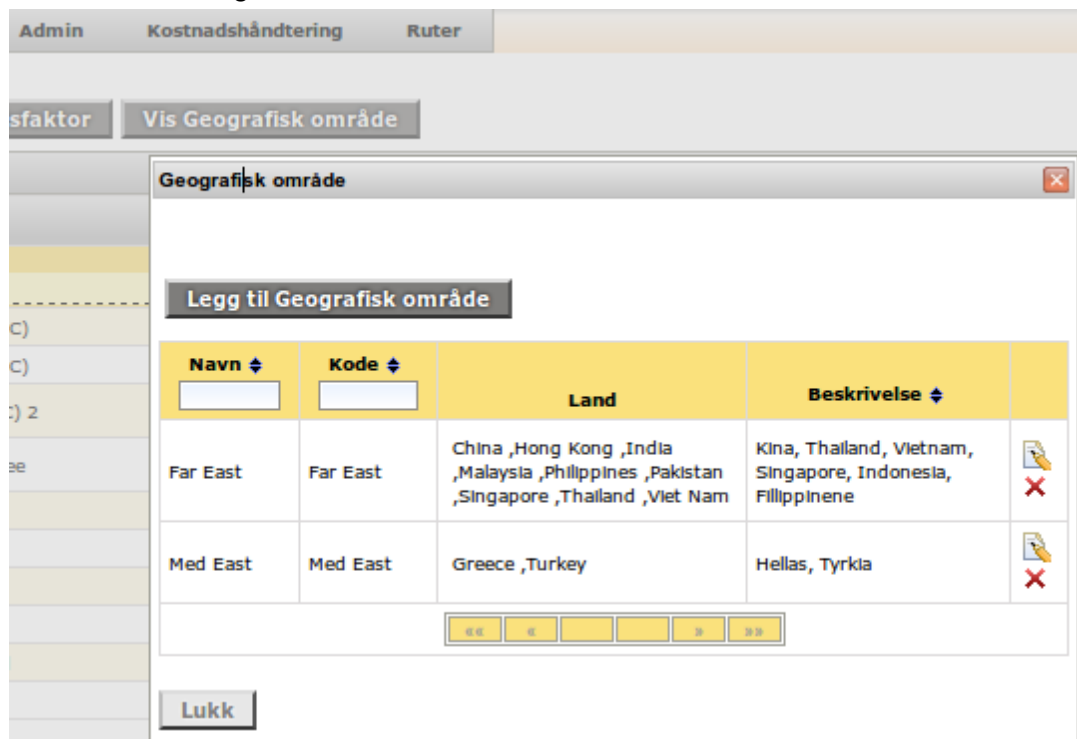 Admin Kostnadshåndtering Ruter
sfaktor Vis Geografisk område
Geografisk område
Legg til Geografisk område
C)
C)
:) 2
ee
Navn Kode Land Beskrivelse
Far East Far East China ,Hong Kong ,India Kina, Thailand, Vietnam,
,Malaysia ,Philippines ,Pakistan Singapore, Indonesia,
,Singapore ,Thailand ,Viet Nam Fillippinene
Med East Med East Greece ,Turkey Hellas, Tyrkia
«« « » »»
Lukk